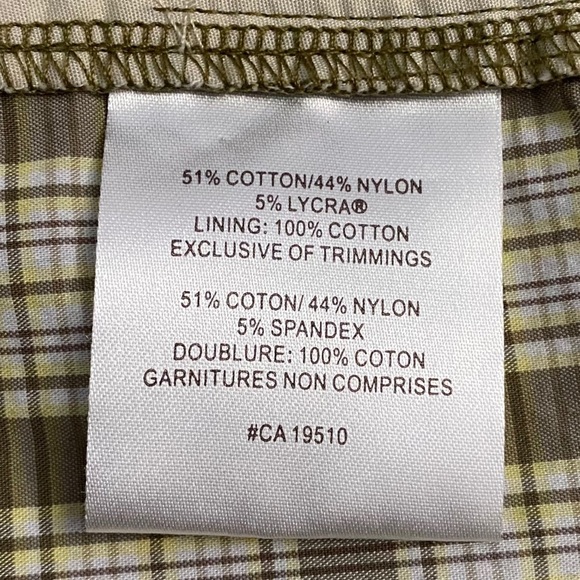 51% COTTON/44% NYLON
5% LYCRA®
LINING: 100% COTTON
EXCLUSIVE OF TRIMMINGS
51% COTON/ 44% NYLON
5% SPANDEX
DOUBLURE: 100% COTON
GARNITURES NON COMPRISES
#CA 19510